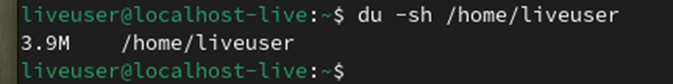 liveuser@localhost-live:~$ du -sh /home/liveuser
3.9M    /home/liveuser
liveuser@localhost-live:~$